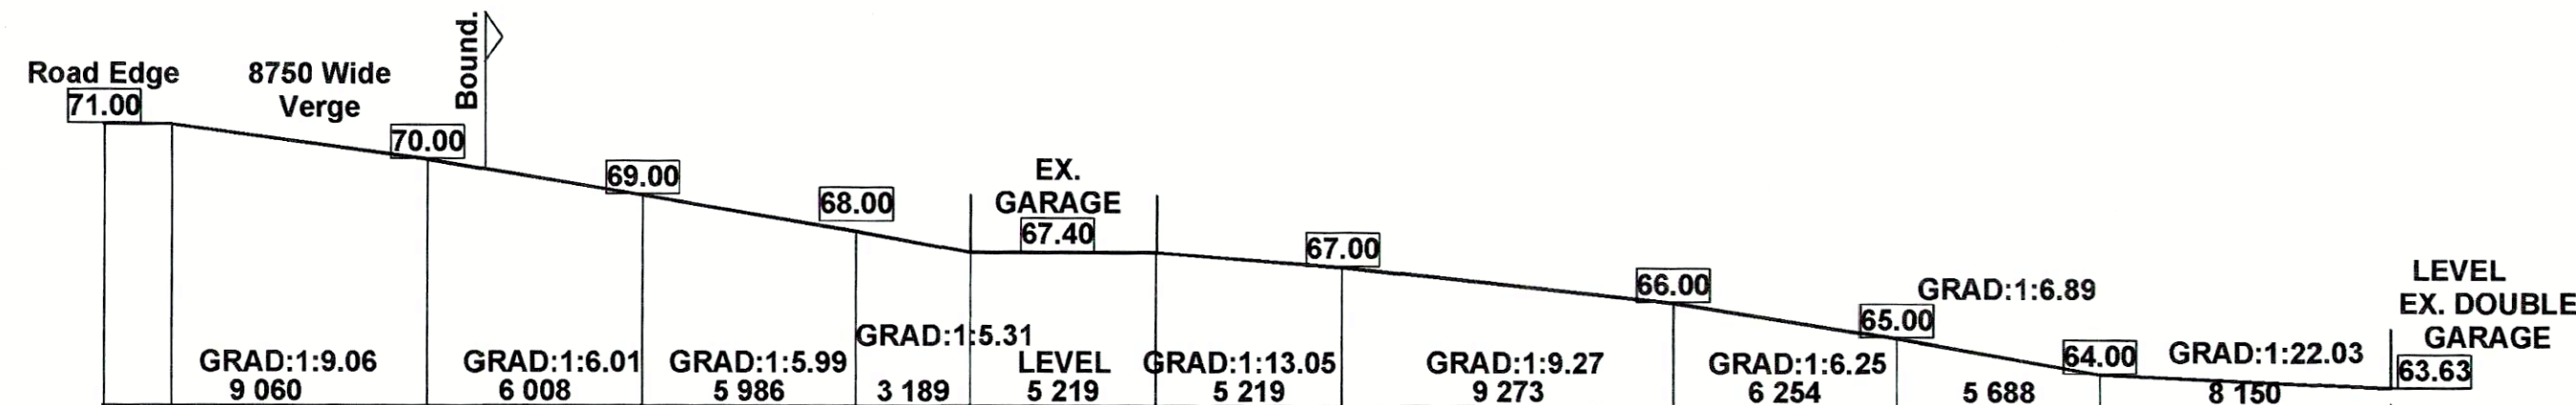 Bound.
Road Edge
71.00
8750 Wide
Verge
70.00
69.00
68.00
EX.
GARAGE
67.40
67.00
66.00
GRAD:1:6.89
65.00
64.00
LEVEL
EX. DOUBLE
GARAGE
63.63
GRAD:1:9.06
9 060
GRAD:1:6.01
6 008
GRAD:1:5.99
5 986
GRAD:1:5.31
3 189
LEVEL
5 219
GRAD:1:13.05
5 219
GRAD:1:9.27
9 273
GRAD:1:6.25
6 254
5 688
GRAD:1:22.03
8 150